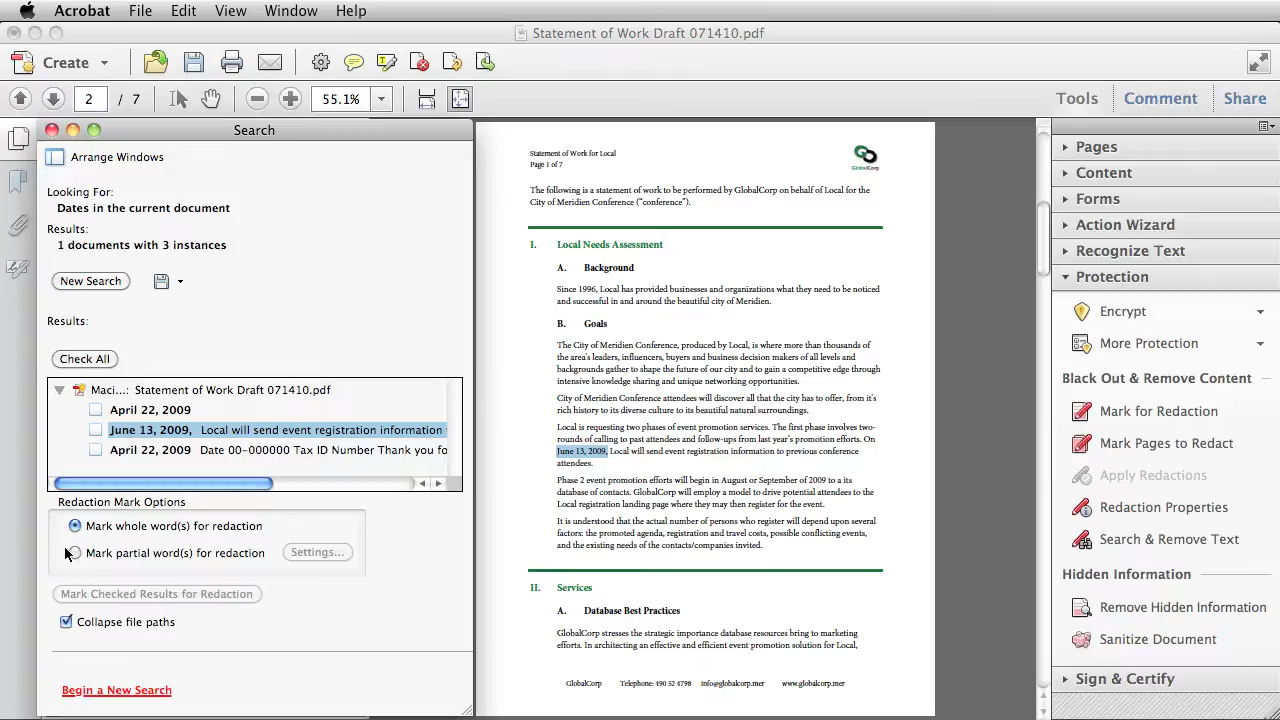 Acrobat File Edit View Window Help
Statement of Work Draft 071410.pdf
Create
2 / 7 55.1% Tools Comment Share
Search
Arrange Windows
Looking For:
Dates in the current document
Results:
1 documents with 3 instances
New Search
Results:
Check All
Maci...: Statement of Work Draft 071410.pdf
April 22, 2009
June 13, 2009, Local will send event registration information
April 22, 2009 Date 00-000000 Tax ID Number Thank you fo
Redaction Mark Options
Mark whole word(s) for redaction
Mark partial word(s) for redaction Settings...
Mark Checked Results for Redaction
Collapse file paths
Begin a New Search
Statement of Work for Local
Page 1 of 7
GlobalCorp
The following is a statement of work to be performed by GlobalCorp on behalf of Local for the
City of Meridien Conference (“conference”).
I. Local Needs Assessment
A. Background
Since 1996, Local has provided businesses and organizations what they need to be noticed
and successful in and around the beautiful city of Meridien.
B. Goals
The City of Meridien Conference, produced by Local, is where more than thousands of
the area's leaders, influencers, buyers and business decision makers of all levels and
backgrounds gather to shape the future of our city and to gain a competitive edge through
intensive knowledge sharing and unique networking opportunities.
City of Meridien Conference attendees will discover all that the city has to offer, from it's
rich history to its diverse culture to its beautiful natural surroundings.
Local is requesting two phases of event promotion services. The first phase involves two-
rounds of calling to past attendees and follow-ups from last year's promotion efforts. On
June 13, 2009, Local will send event registration information to previous conference
attendees.
Phase 2 event promotion efforts will begin in August or September of 2009 to a its
database of contacts. GlobalCorp will employ a model to drive potential attendees to the
Local registration landing page where they may then register for the event.
It is understood that the actual number of persons who register will depend upon several
factors: the promoted agenda, registration and travel costs, possible conflicting events,
and the existing needs of the contacts/companies invited.
II. Services
A. Database Best Practices
GlobalCorp stresses the strategic importance database resources bring to marketing
efforts. In architecting an effective and efficient event promotion solution for Local,
GlobalCorp Telephone: 490 52 4798 info@globalcorp.mer www.globalcorp.mer
Pages
Content
Forms
Action Wizard
Recognize Text
Protection
Encrypt
More Protection
Black Out & Remove Content
Mark for Redaction
Mark Pages to Redact
Apply Redactions
Redaction Properties
Search & Remove Text
Hidden Information
Remove Hidden Information
Sanitize Document
Sign & Certify